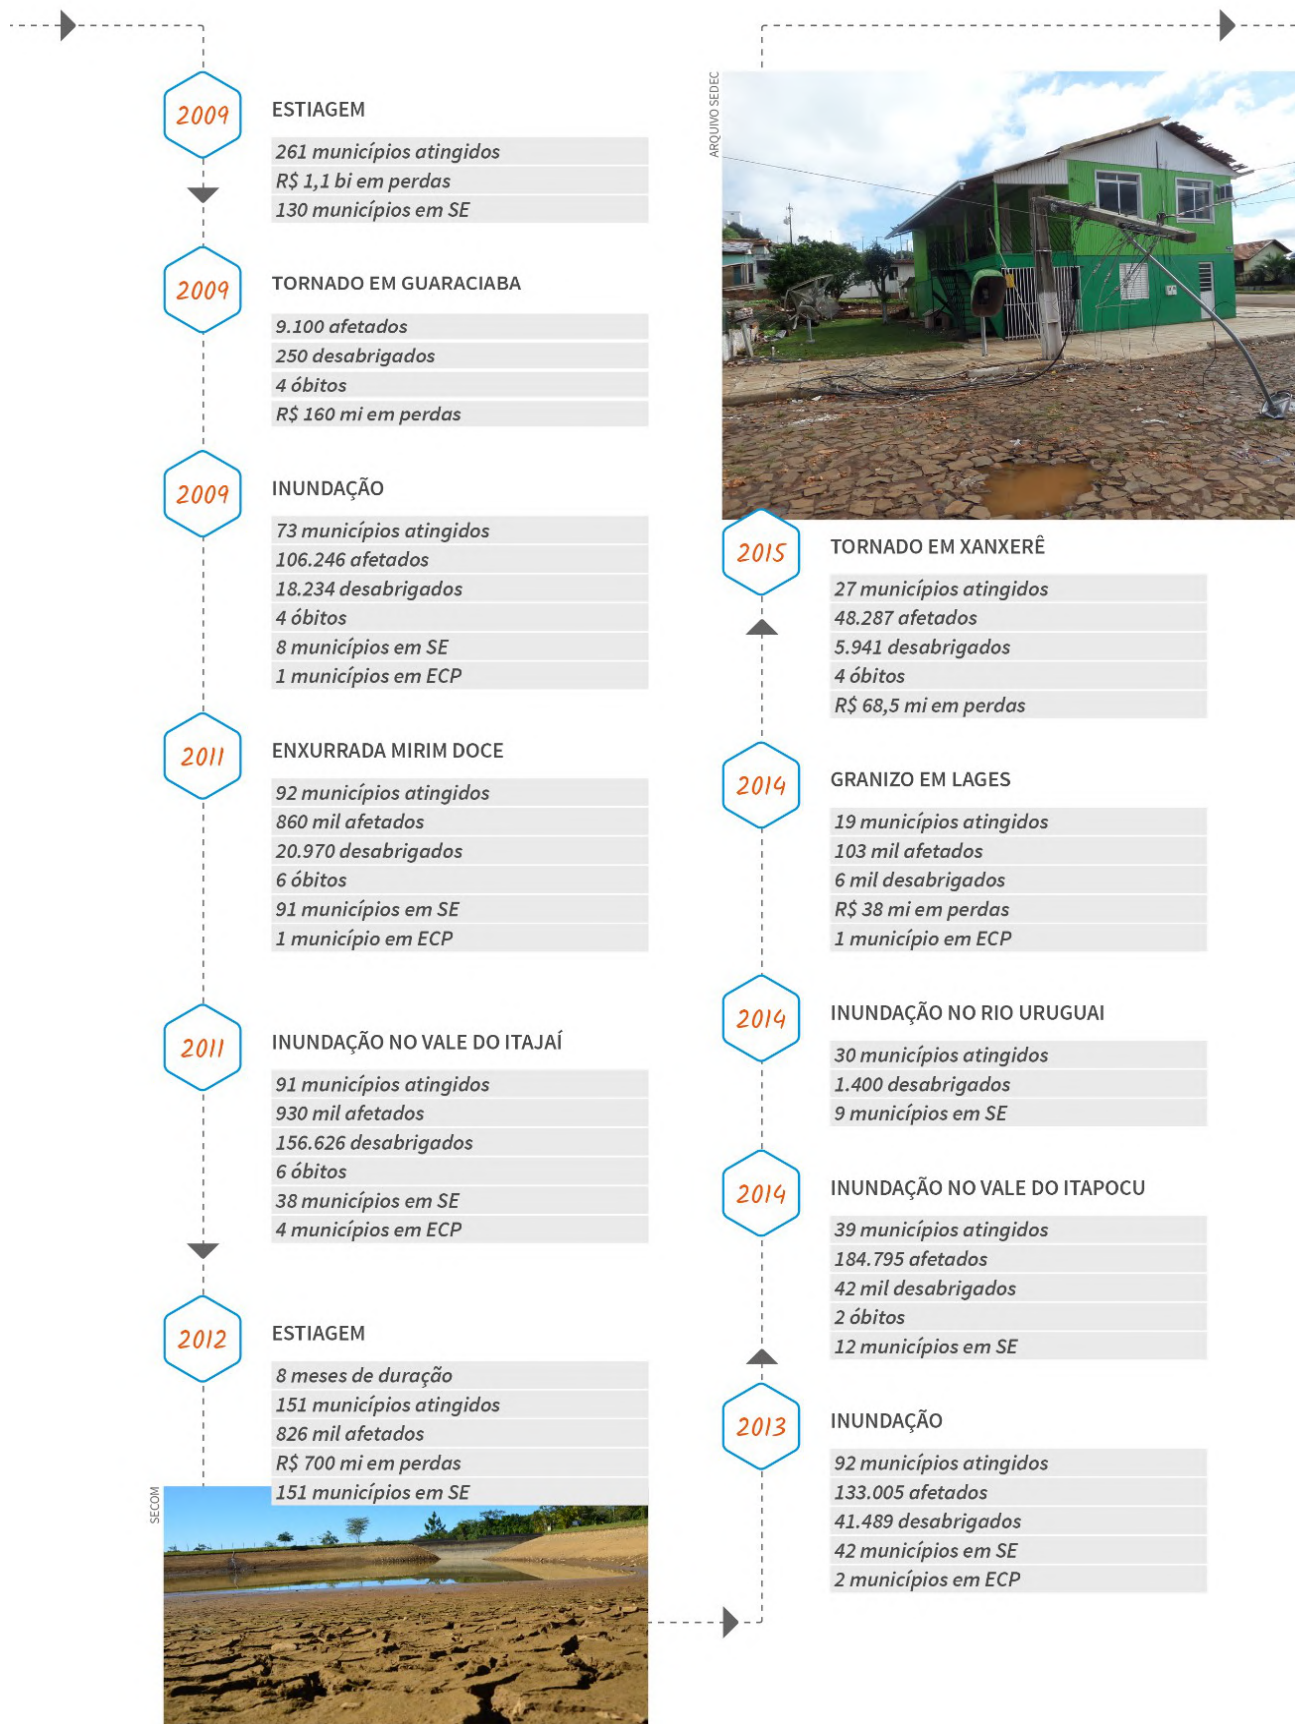 2009
ESTIAGEM
261 municípios atingidos
R$ 1,1 bi em perdas
130 municípios em SE
2009
TORNADO EM GUARACIABA
9.100 afetados
250 desabrigados
4 óbitos
R$ 160 mi em perdas
2009
INUNDAÇÃO
73 municípios atingidos
106.246 afetados
18.234 desabrigados
4 óbitos
8 municípios em SE
1 municípios em ECP
2011
ENXURRADA MIRIM DOCE
92 municípios atingidos
860 mil afetados
20.970 desabrigados
6 óbitos
91 municípios em SE
1 município em ECP
2011
INUNDAÇÃO NO VALE DO ITAJAÍ
91 municípios atingidos
930 mil afetados
156.626 desabrigados
6 óbitos
38 municípios em SE
4 municípios em ECP
2012
ESTIAGEM
8 meses de duração
151 municípios atingidos
826 mil afetados
R$ 700 mi em perdas
151 municípios em SE
SECOM
ARQUIVO SEDEC
2015
TORNADO EM XANXERÊ
27 municípios atingidos
48.287 afetados
5.941 desabrigados
4 óbitos
R$ 68,5 mi em perdas
2014
GRANIZO EM LAGES
19 municípios atingidos
103 mil afetados
6 mil desabrigados
R$ 38 mi em perdas
1 município em ECP
2014
INUNDAÇÃO NO RIO URUGUAI
30 municípios atingidos
1.400 desabrigados
9 municípios em SE
2014
INUNDAÇÃO NO VALE DO ITAPOCU
39 municípios atingidos
184.795 afetados
42 mil desabrigados
2 óbitos
12 municípios em SE
2013
INUNDAÇÃO
92 municípios atingidos
133.005 afetados
41.489 desabrigados
42 municípios em SE
2 municípios em ECP